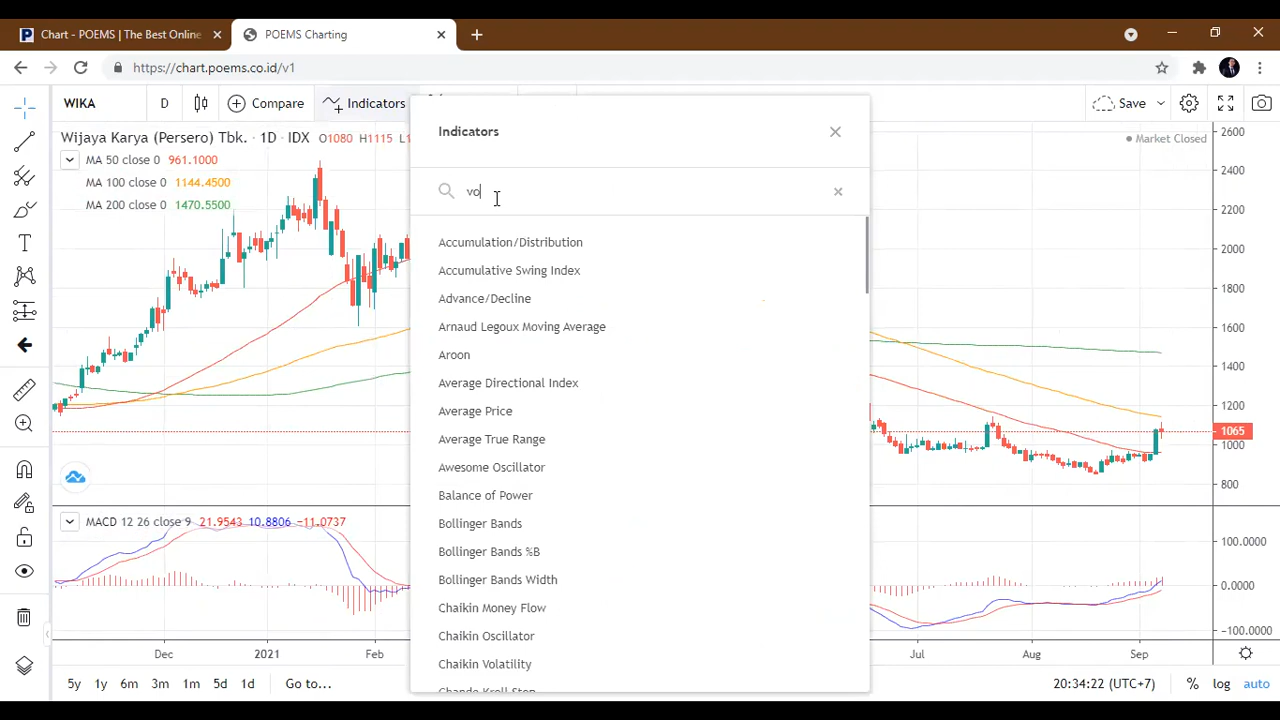 Chart - POEMS | The Best Online
POEMS Charting
https://chart.poems.co.id/v1
WIKA
D
Compare
Indicators
Save
Wijaya Karya (Persero) Tbk. · 1D · IDX O1080 H1115
Market Closed
MA 50 close 0 961.1000
MA 100 close 0 1144.4500
MA 200 close 0 1470.5500
Indicators
vo
Accumulation/Distribution
Accumulative Swing Index
Advance/Decline
Arnaud Legoux Moving Average
Aroon
Average Directional Index
Average Price
Average True Range
Awesome Oscillator
Balance of Power
Bollinger Bands
Bollinger Bands %B
Bollinger Bands Width
Chaikin Money Flow
Chaikin Oscillator
Chaikin Volatility
Chande Kroll Stop
2600
2400
2200
2000
1800
1600
1400
1200
1065
1000
800
MACD 12 26 close 9 21.9543 10.8806 −11.0737
100.0000
0.0000
−100.0000
Dec 2021 Feb Jul Aug Sep
5y 1y 6m 3m 1m 5d 1d Go to... 20:34:22 (UTC+7) % log auto